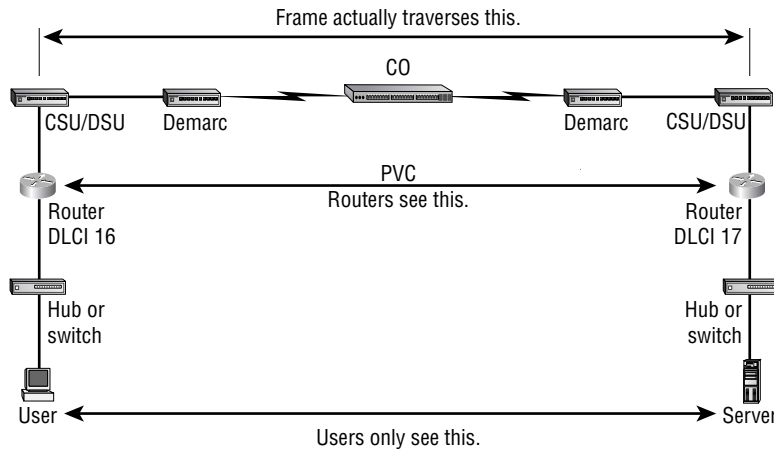 Frame actually traverses this.
CO
CSU/DSU
Demarc
Demarc
CSU/DSU
PVC
Routers see this.
Router
DLCI 16
Router
DLCI 17
Hub or
switch
Hub or
switch
User
Server
Users only see this.